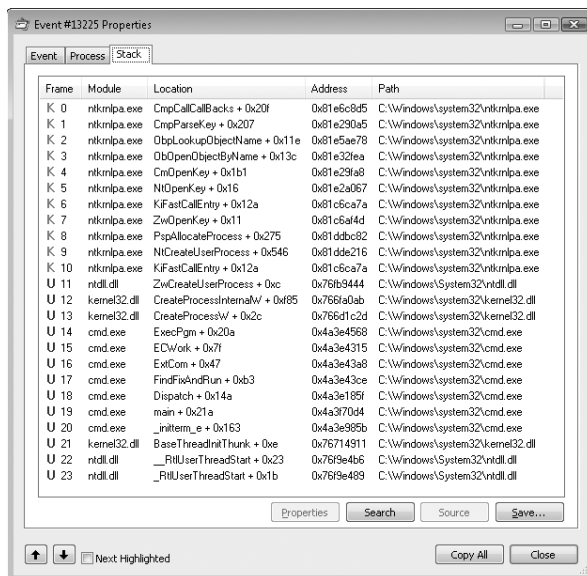 Event #13225 Properties
Event Process Stack
Frame Module Location Address Path
K 0 ntkrnlpa.exe CmpCallCallBacks + 0x20f 0x81e6c8d5 C:\Windows\system32\ntkrnlpa.exe
K 1 ntkrnlpa.exe CmpParseKey + 0x207 0x81e290a5 C:\Windows\system32\ntkrnlpa.exe
K 2 ntkrnlpa.exe ObpLookupObjectName + 0x11e 0x81e5ae78 C:\Windows\system32\ntkrnlpa.exe
K 3 ntkrnlpa.exe ObOpenObjectByName + 0x13c 0x81e32fea C:\Windows\system32\ntkrnlpa.exe
K 4 ntkrnlpa.exe CmOpenKey + 0x1b1 0x81e29fa8 C:\Windows\system32\ntkrnlpa.exe
K 5 ntkrnlpa.exe NtOpenKey + 0x16 0x81e2a067 C:\Windows\system32\ntkrnlpa.exe
K 6 ntkrnlpa.exe KiFastCallEntry + 0x12a 0x81c6ca7a C:\Windows\system32\ntkrnlpa.exe
K 7 ntkrnlpa.exe ZwOpenKey + 0x11 0x81c6af4d C:\Windows\system32\ntkrnlpa.exe
K 8 ntkrnlpa.exe PspAllocateProcess + 0x275 0x81ddbc82 C:\Windows\system32\ntkrnlpa.exe
K 9 ntkrnlpa.exe NtCreateUserProcess + 0x546 0x81dde216 C:\Windows\system32\ntkrnlpa.exe
K 10 ntkrnlpa.exe KiFastCallEntry + 0x12a 0x81c6ca7a C:\Windows\system32\ntkrnlpa.exe
U 11 ntdll.dll ZwCreateUserProcess + 0xc 0x76fb9444 C:\Windows\System32\ntdll.dll
U 12 kernel32.dll CreateProcessInternalW + 0xf85 0x766fa0ab C:\Windows\system32\kernel32.dll
U 13 kernel32.dll CreateProcessW + 0x2c 0x766d1c2d C:\Windows\system32\kernel32.dll
U 14 cmd.exe ExecPgm + 0x20a 0x4a3e4568 C:\Windows\system32\cmd.exe
U 15 cmd.exe ECWork + 0x7f 0x4a3e4315 C:\Windows\system32\cmd.exe
U 16 cmd.exe ExtCom + 0x47 0x4a3e43a8 C:\Windows\system32\cmd.exe
U 17 cmd.exe FindFixAndRun + 0xb3 0x4a3e43ce C:\Windows\system32\cmd.exe
U 18 cmd.exe Dispatch + 0x14a 0x4a3e185f C:\Windows\system32\cmd.exe
U 19 cmd.exe main + 0x21a 0x4a3f70d4 C:\Windows\system32\cmd.exe
U 20 cmd.exe _initterm_e + 0x163 0x4a3e985b C:\Windows\system32\cmd.exe
U 21 kernel32.dll BaseThreadInitThunk + 0xe 0x76714911 C:\Windows\system32\kernel32.dll
U 22 ntdll.dll __RtlUserThreadStart + 0x23 0x76f9e4b6 C:\Windows\System32\ntdll.dll
U 23 ntdll.dll _RtlUserThreadStart + 0x1b 0x76f9e489 C:\Windows\System32\ntdll.dll
Properties Search Source Save...
Next Highlighted Copy All Close